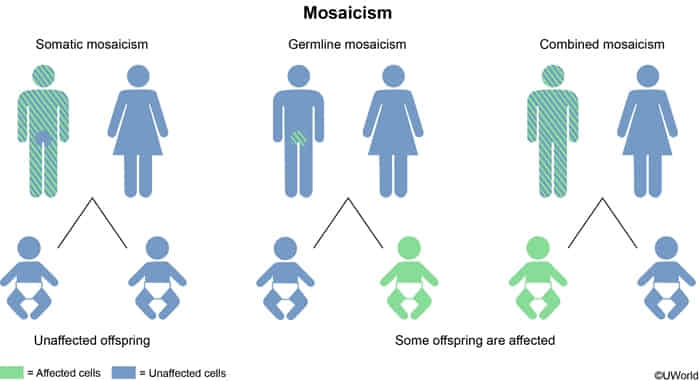 Mosaicism
Somatic mosaicism
Germline mosaicism
Combined mosaicism
Unaffected offspring
Some offspring are affected
= Affected cells
= Unaffected cells
©UWorld